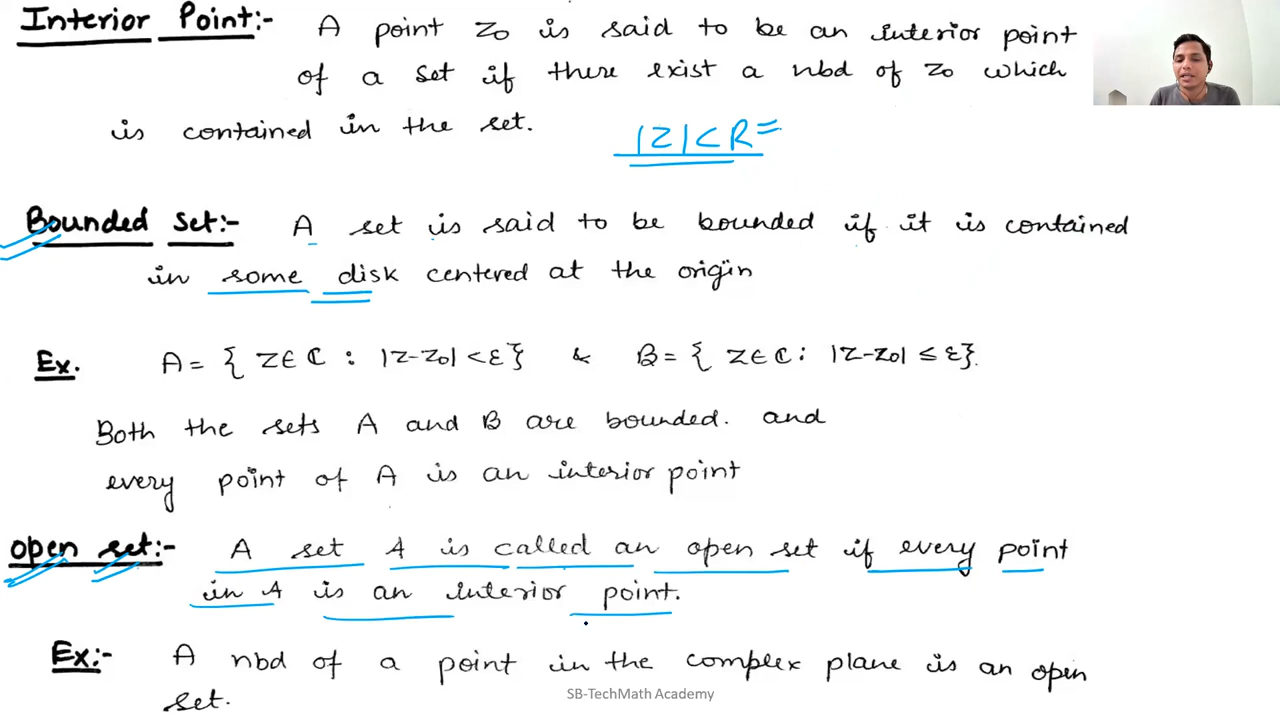 Interior Point:- A point z₀ is said to be an interior point
of a set if there exist a nbd of z₀ which
is contained in the set.
|z|<R=
Bounded set:- A set is said to be bounded if it is contained
in some disk centered at the origin
Ex. A = { z∈ℂ : |z-z₀| < ε } & B = { z∈ℂ : |z-z₀| ≤ ε}.
Both the sets A and B are bounded. and
every point of A is an interior point
open set:- A set A is called an open set if every point
in A is an interior point.
Ex:- A nbd of a point in the complex plane is an open
set.
SB-TechMath Academy